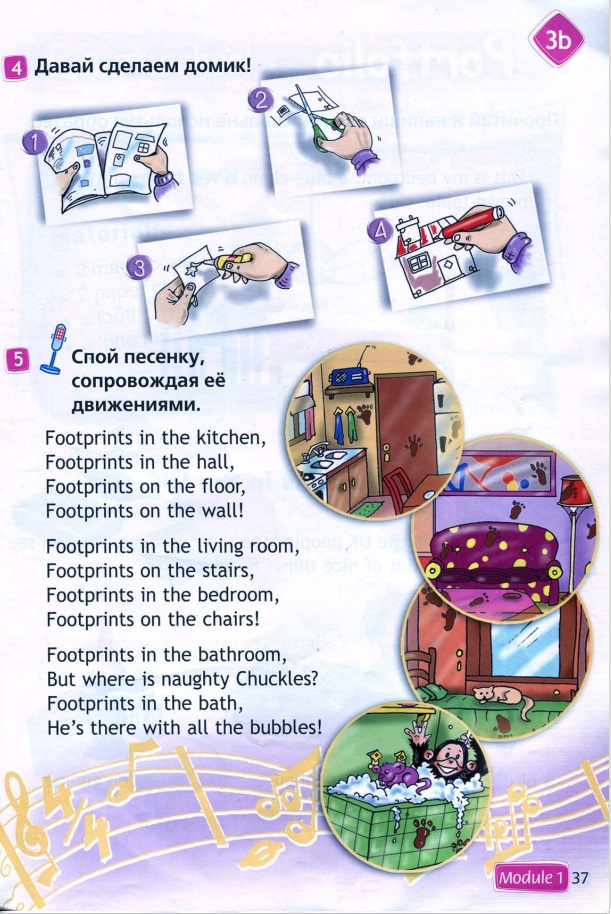 3b
4 Давай сделаем домик!
1
2
3
4
5 Спой песенку,
сопровождая её
движениями.
Footprints in the kitchen,
Footprints in the hall,
Footprints on the floor,
Footprints on the wall!
Footprints in the living room,
Footprints on the stairs,
Footprints in the bedroom,
Footprints on the chairs!
Footprints in the bathroom,
But where is naughty Chuckles?
Footprints in the bath,
He's there with all the bubbles!
Module 1 37